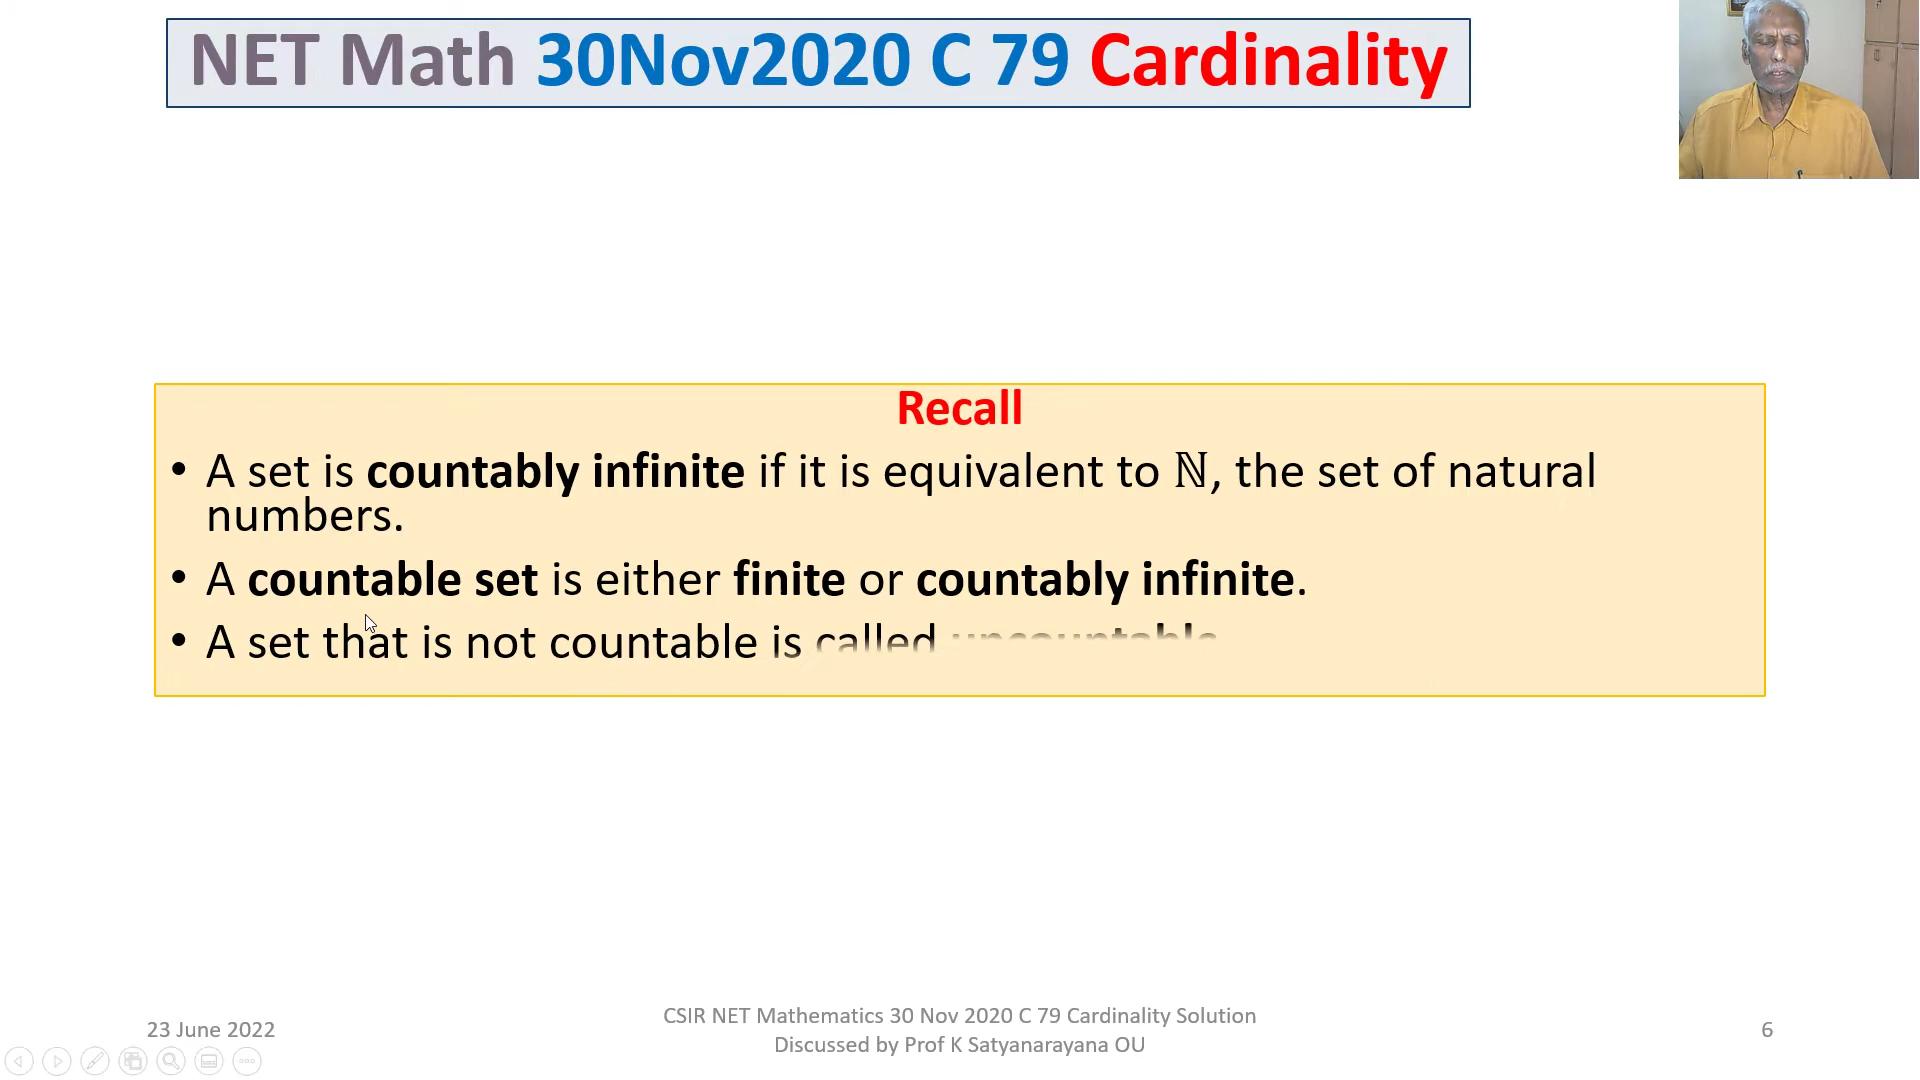 NET Math 30Nov2020 C 79 Cardinality
Recall
• A set is countably infinite if it is equivalent to ℕ, the set of natural
numbers.
• A countable set is either finite or countably infinite.
• A set that is not countable is called uncountable
23 June 2022
CSIR NET Mathematics 30 Nov 2020 C 79 Cardinality Solution
Discussed by Prof K Satyanarayana OU
6